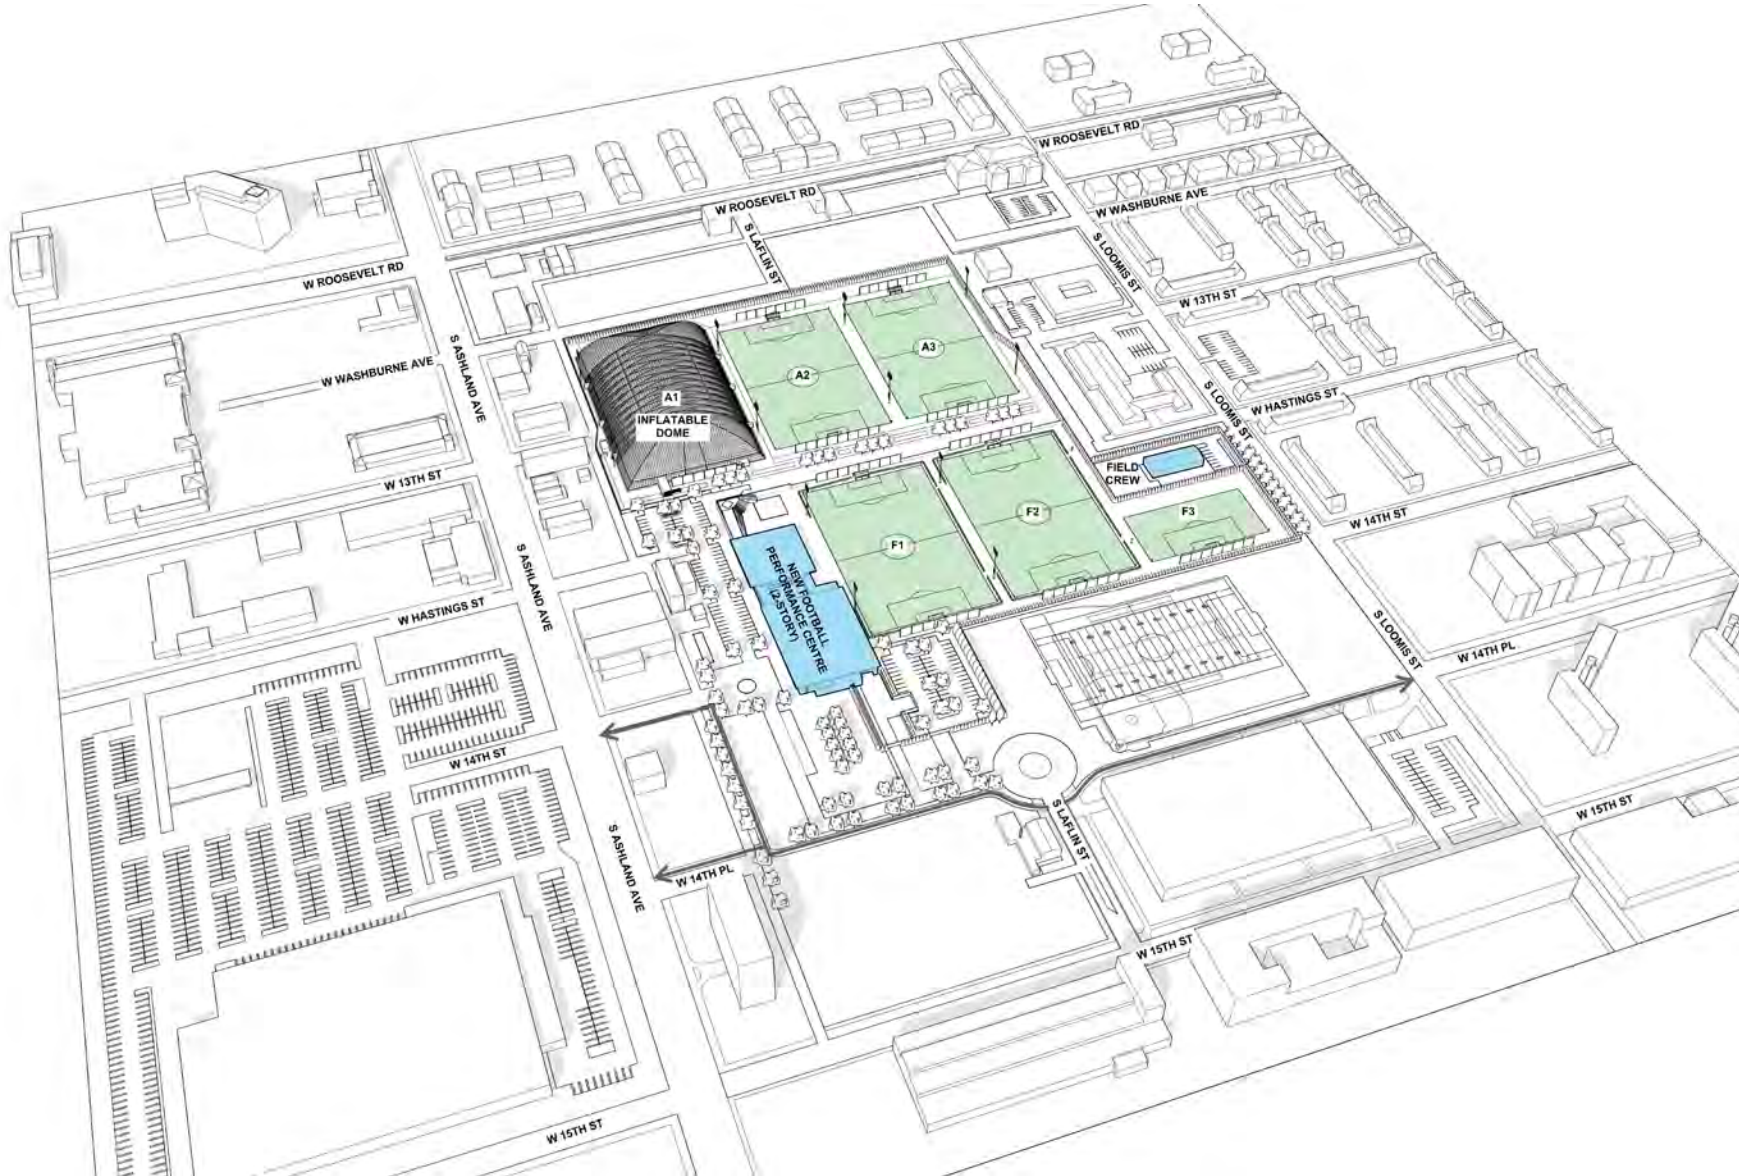 W ROOSEVELT RD
W ROOSEVELT RD
W ROOSEVELT RD
W WASHBURNE AVE
W WASHBURNE AVE
S LAFLIN ST
S LOOMIS ST
W 13TH ST
S ASHLAND AVE
A1
INFLATABLE
DOME
A2
A3
S LOOMIS ST
W HASTINGS ST
W 13TH ST
FIELD
CREW
F1
F2
F3
W 14TH ST
NEW FOOTBALL
PERFORMANCE CENTRE
(2-STORY)
S ASHLAND AVE
W HASTINGS ST
S LOOMIS ST
W 14TH PL
W 14TH ST
S ASHLAND AVE
W 14TH PL
S LAFLIN ST
W 15TH ST
W 15TH ST
W 15TH ST